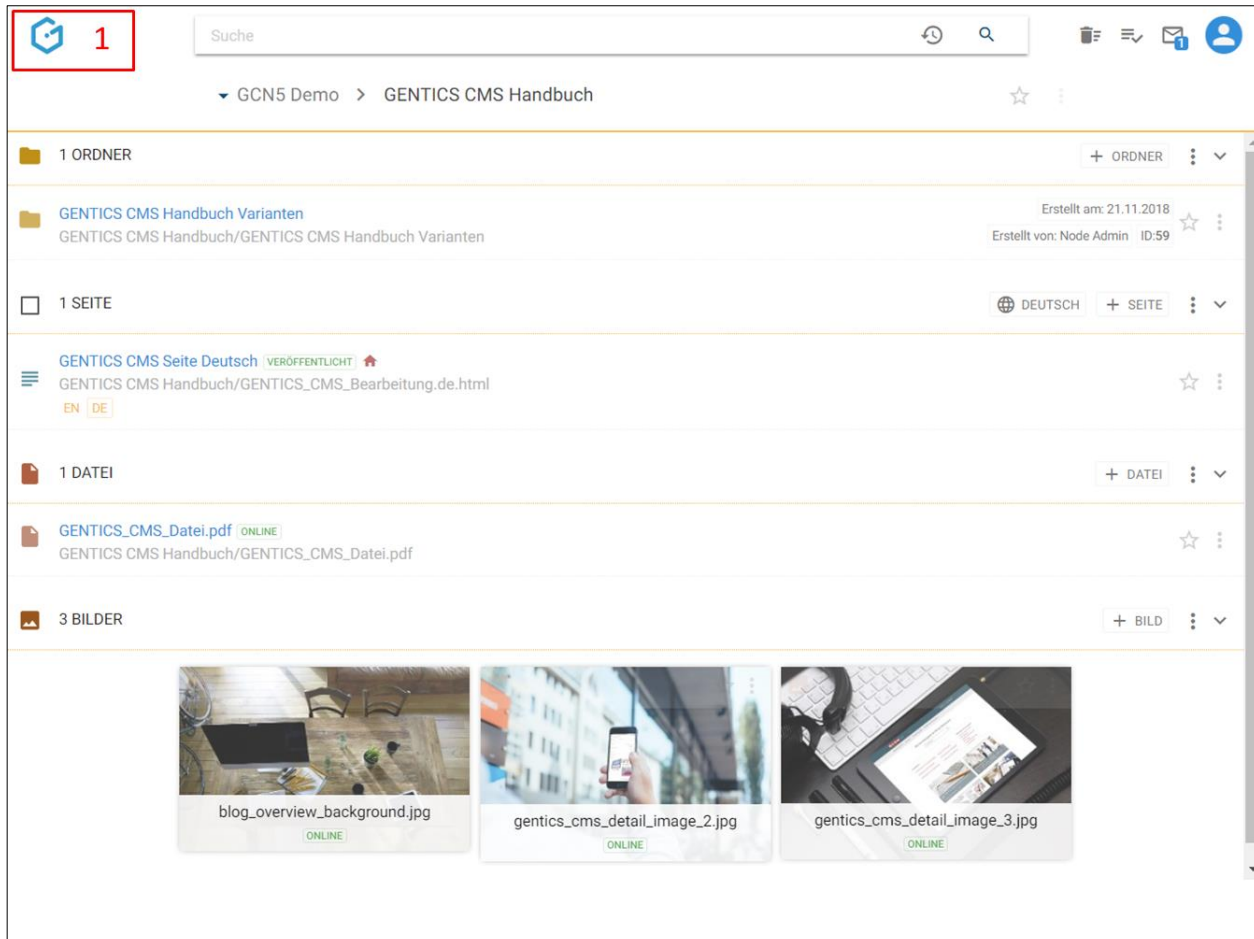 1
Suche
1
GCN5 Demo > GENTICS CMS Handbuch
1 ORDNER
+ ORDNER
GENTICS CMS Handbuch Varianten
Erstellt am: 21.11.2018
GENTICS CMS Handbuch/GENTICS CMS Handbuch Varianten
Erstellt von: Node Admin ID:59
1 SEITE
DEUTSCH + SEITE
GENTICS CMS Seite Deutsch VERÖFFENTLICHT
GENTICS CMS Handbuch/GENTICS_CMS_Bearbeitung.de.html
EN DE
1 DATEI
+ DATEI
GENTICS_CMS_Datei.pdf ONLINE
GENTICS CMS Handbuch/GENTICS_CMS_Datei.pdf
3 BILDER
+ BILD
blog_overview_background.jpg
ONLINE
gentics_cms_detail_image_2.jpg
ONLINE
gentics_cms_detail_image_3.jpg
ONLINE